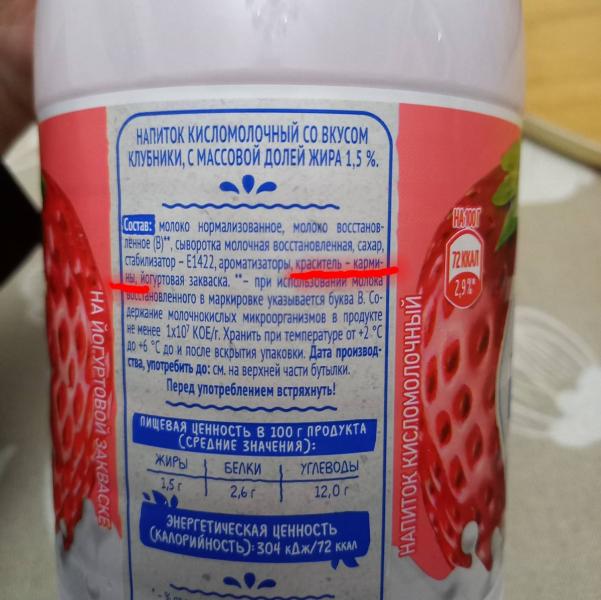 НАПИТОК КИСЛОМОЛОЧНЫЙ СО ВКУСОМ
КЛУБНИКИ, С МАССОВОЙ ДОЛЕЙ ЖИРА 1,5 %.
Состав: молоко нормализованное, молоко восстанов-
ленное (В)**, сыворотка молочная восстановленная, сахар,
стабилизатор – Е1422, ароматизаторы, краситель – карми-
ны, йогуртовая закваска. **– при использовании молока
восстановленного в маркировке указывается буква В. Со-
держание молочнокислых микроорганизмов в продукте
не менее 1х10⁷ КОЕ/г. Хранить при температуре от +2 °С
до +6 °С до и после вскрытия упаковки. Дата производ-
ства, употребить до: см. на верхней части бутылки.
Перед употреблением встряхнуть!
ПИЩЕВАЯ ЦЕННОСТЬ В 100 г ПРОДУКТА
(СРЕДНИЕ ЗНАЧЕНИЯ):
ЖИРЫ БЕЛКИ УГЛЕВОДЫ
1,5 г 2,6 г 12,0 г
ЭНЕРГЕТИЧЕСКАЯ ЦЕННОСТЬ
(КАЛОРИЙНОСТЬ): 304 кДж/72 ккал
НА ЙОГУРТОВОЙ ЗАКВАСКЕ
НАПИТОК КИСЛОМОЛОЧНЫЙ
НА 100 Г
72 ККАЛ
2,9%*